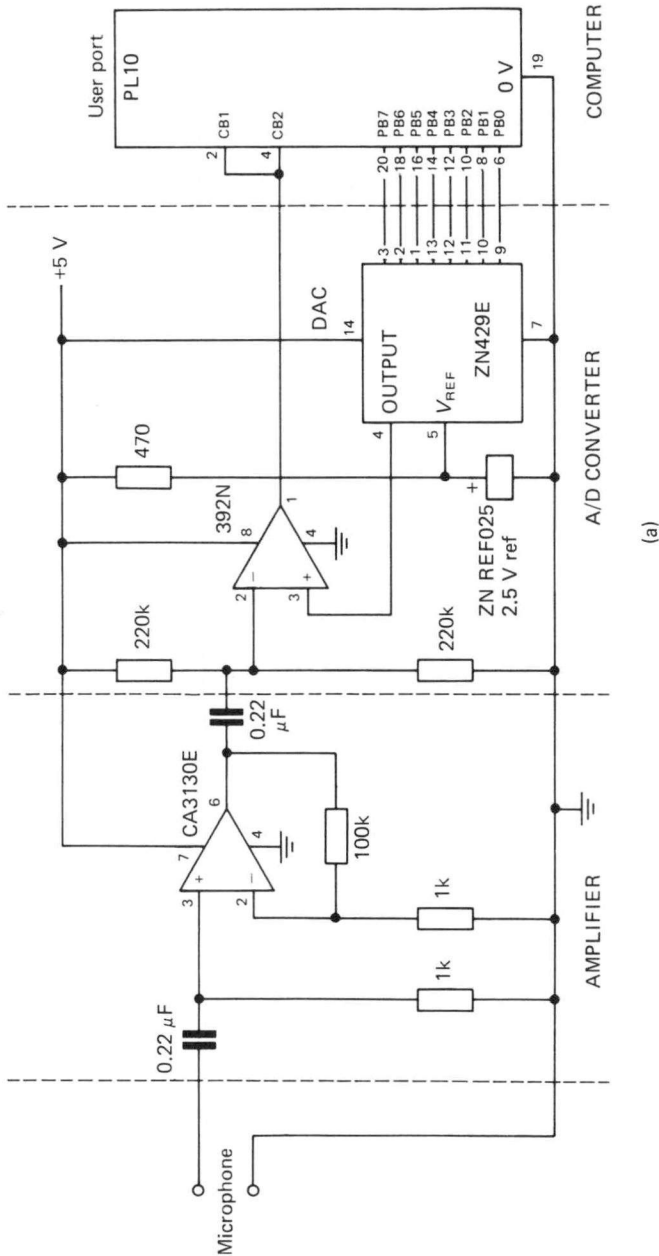 Microphone
0.22 μF
1k
1k
100k
3
2
+
−
7
4
6
CA3130E
0.22
μF
AMPLIFIER
+5 V
220k
220k
470
392N
2
3
−
+
8
4
1
ZN REF025
2.5 V ref
+
DAC
14
4 OUTPUT
5 VREF
ZN429E
7
A/D CONVERTER
User port
PL10
2 CB1
4 CB2
3 20 PB7
2 18 PB6
1 16 PB5
13 14 PB4
12 12 PB3
11 10 PB2
10 8 PB1
9 6 PB0
0 V
19
COMPUTER
(a)